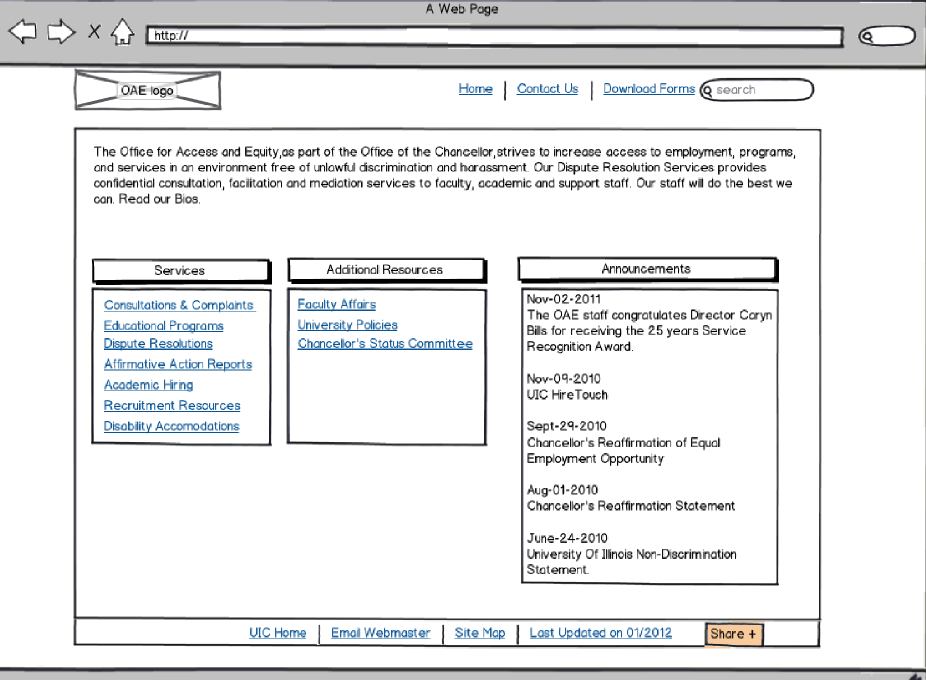 A Web Page
http://
OAE logo
Home
Contact Us
Download Forms
search
The Office for Access and Equity,as part of the Office of the Chancellor,strives to increase access to employment, programs,
and services in an environment free of unlawful discrimination and harassment. Our Dispute Resolution Services provides
confidential consultation, facilitation and mediation services to faculty, academic and support staff. Our staff will do the best we
can. Read our Bios.
Services
Consultations & Complaints
Educational Programs
Dispute Resolutions
Affirmative Action Reports
Academic Hiring
Recruitment Resources
Disability Accomodations
Additional Resources
Faculty Affairs
University Policies
Chancellor's Status Committee
Announcements
Nov-02-2011
The OAE staff congratulates Director Caryn
Bills for receiving the 25 years Service
Recognition Award.
Nov-09-2010
UIC HireTouch
Sept-29-2010
Chancellor's Reaffirmation of Equal
Employment Opportunity
Aug-01-2010
Chancellor's Reaffirmation Statement
June-24-2010
University Of Illinois Non-Discrimination
Statement.
UIC Home
Email Webmaster
Site Map
Last Updated on 01/2012
Share +